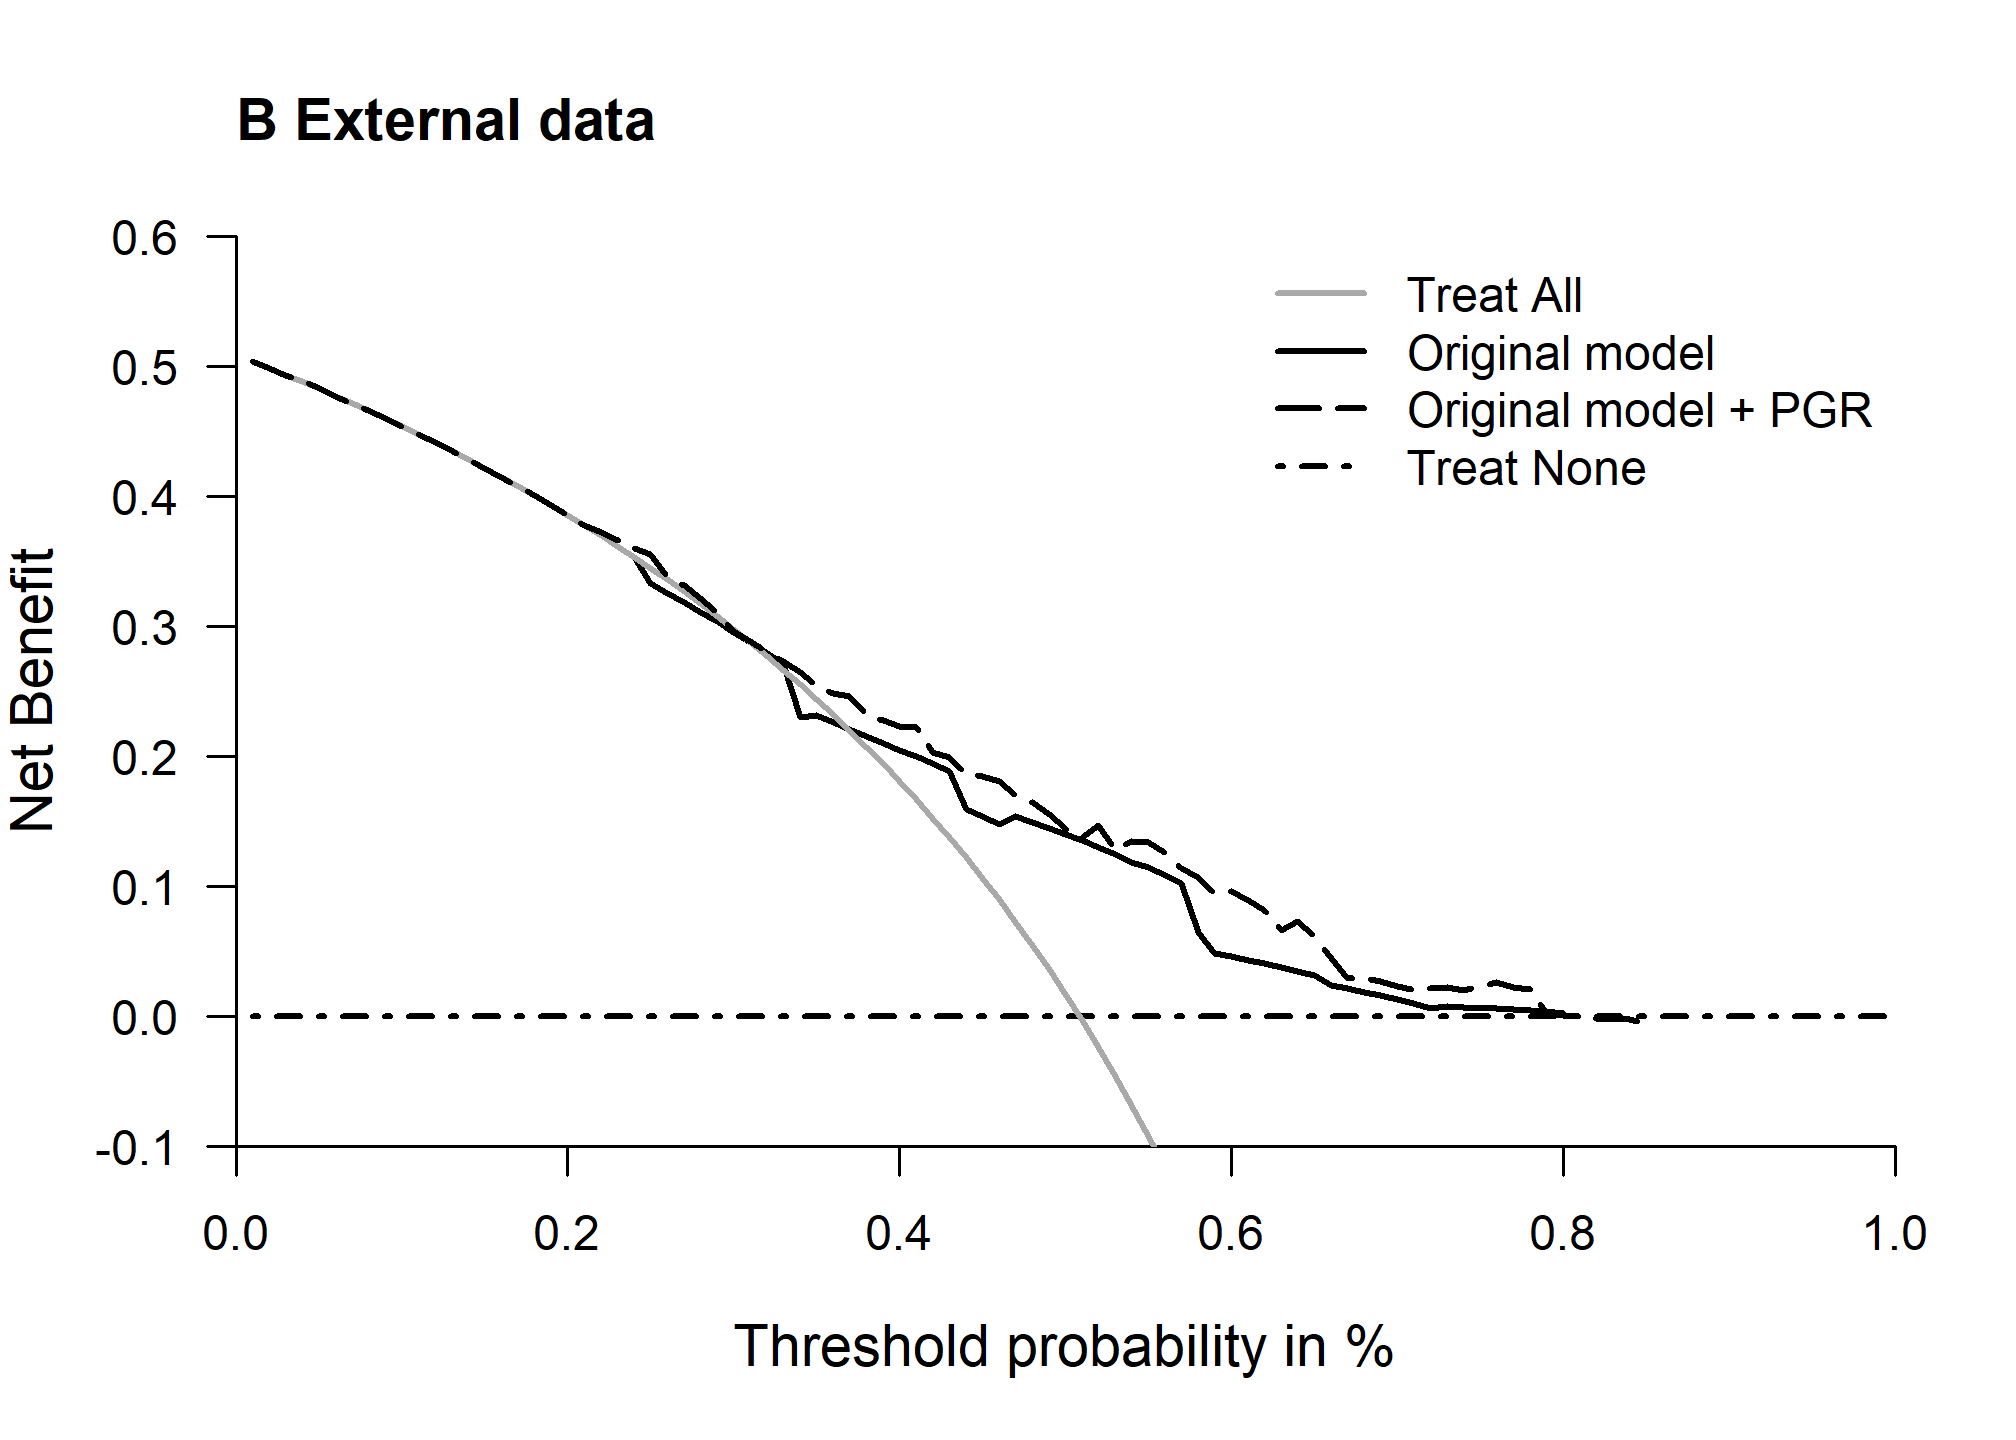 B External data
0.6
0.5
0.4
0.3
0.2
0.1
0.0
-0.1
Net Benefit
Treat All
Original model
Original model + PGR
Treat None
0.0 0.2 0.4 0.6 0.8 1.0
Threshold probability in %